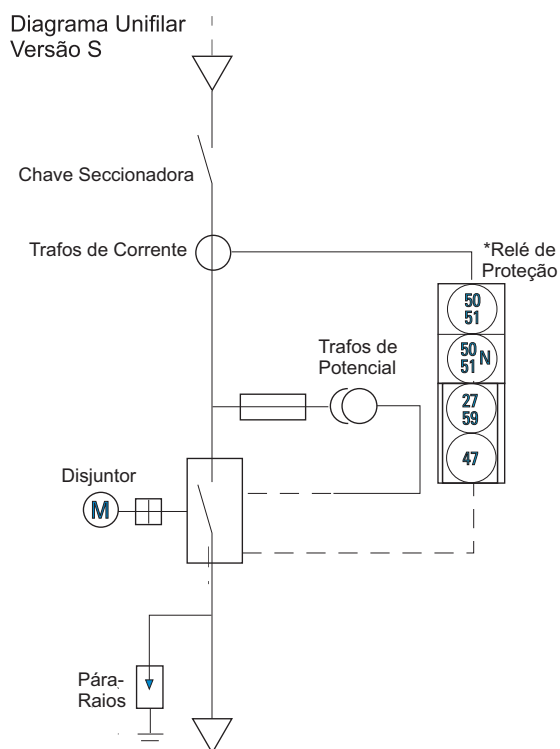 Diagrama Unifilar
Versão S
Chave Seccionadora
Trafos de Corrente
*Relé de
Proteção
50
51
50
51 N
Trafos de
Potencial
27
59
47
Disjuntor
M
Pára-
Raios